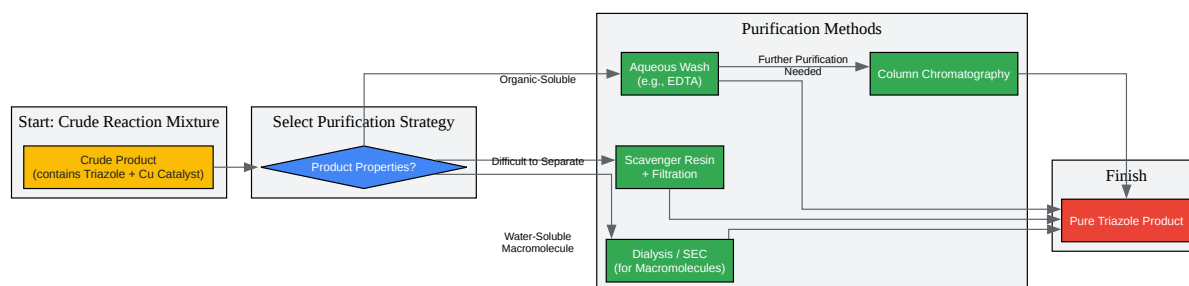 Purification Methods
Aqueous Wash
(e.g., EDTA)
Further Purification
Needed
Column Chromatography
Organic-Soluble
Start: Crude Reaction Mixture
Select Purification Strategy
Crude Product
(contains Triazole + Cu Catalyst)
Product Properties?
Difficult to Separate
Scavenger Resin
+ Filtration
Finish
Pure Triazole Product
Water-Soluble
Macromolecule
Dialysis / SEC
(for Macromolecules)